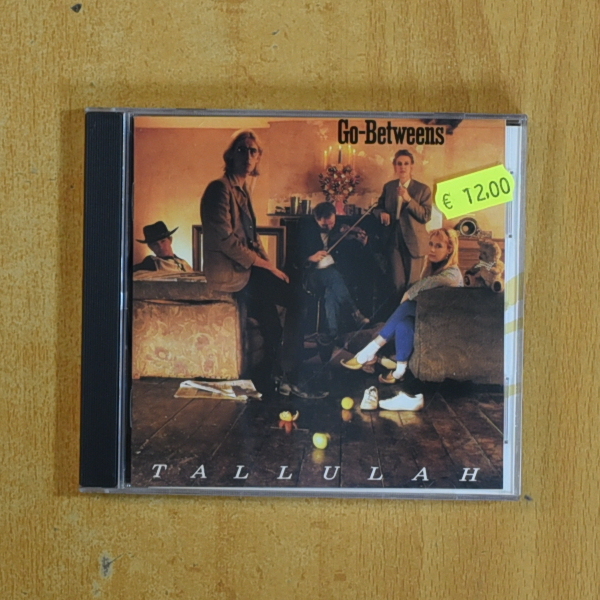 Go-Betweens
€ 12,00
TALLULAH